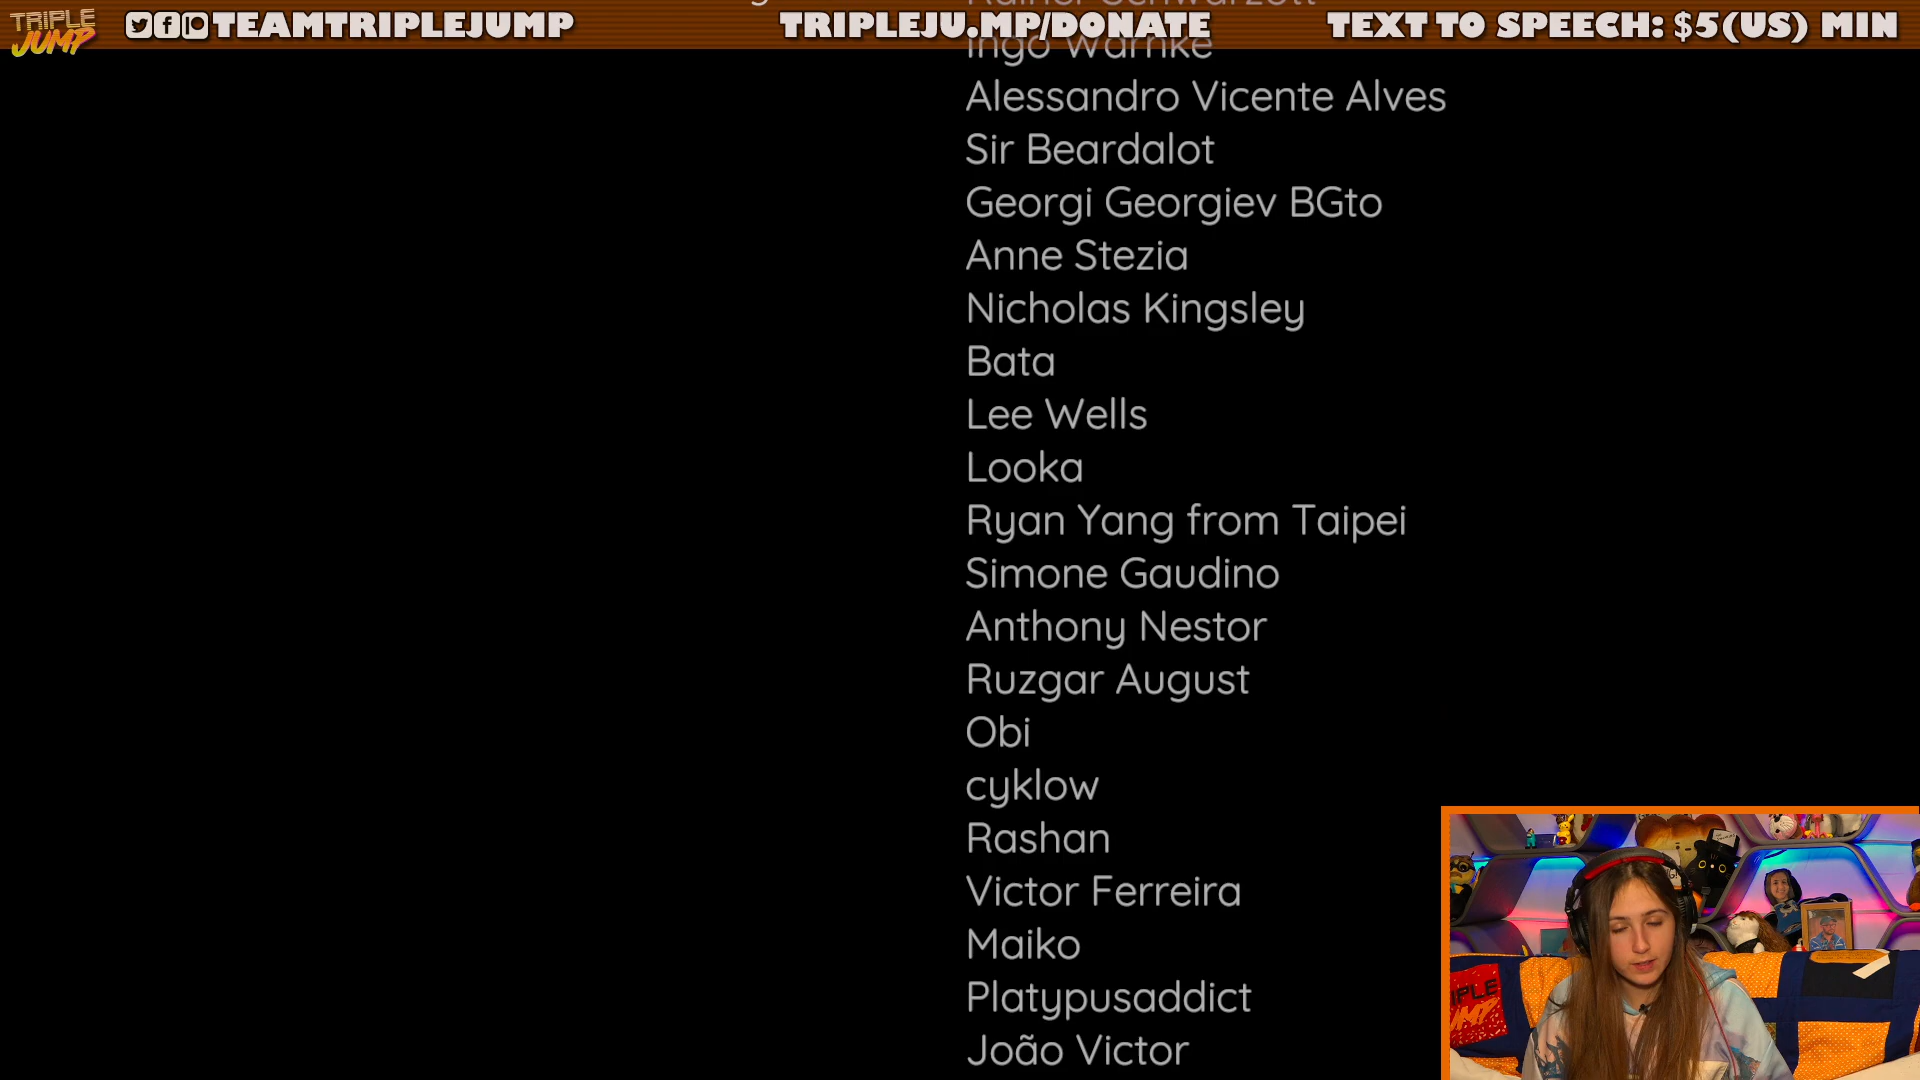 TRIPLE
JUMP
TEAMTRIPLEJUMP
TRIPLEJU.MP/DONATE
TEXT TO SPEECH: $5(US) MIN
Ingo Warnke
Alessandro Vicente Alves
Sir Beardalot
Georgi Georgiev BGto
Anne Stezia
Nicholas Kingsley
Bata
Lee Wells
Looka
Ryan Yang from Taipei
Simone Gaudino
Anthony Nestor
Ruzgar August
Obi
cyklow
Rashan
Victor Ferreira
Maiko
Platypusaddict
João Victor